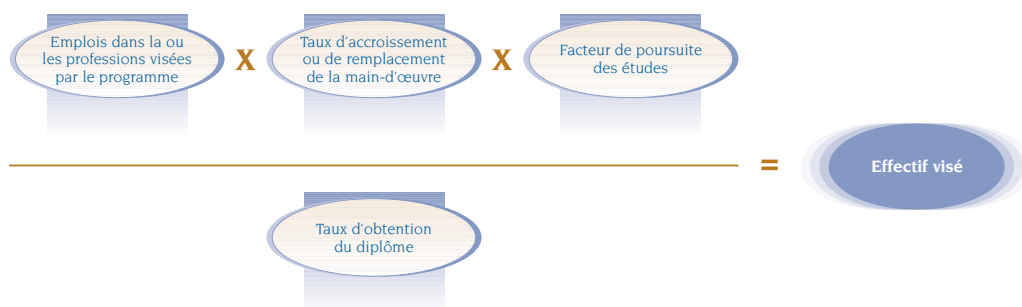 Emplois dans la ou
les professions visées
par le programme
X
Taux d'accroissement
ou de remplacement
de la main-d'œuvre
X
Facteur de poursuite
des études
=
Effectif visé
Taux d'obtention
du diplôme